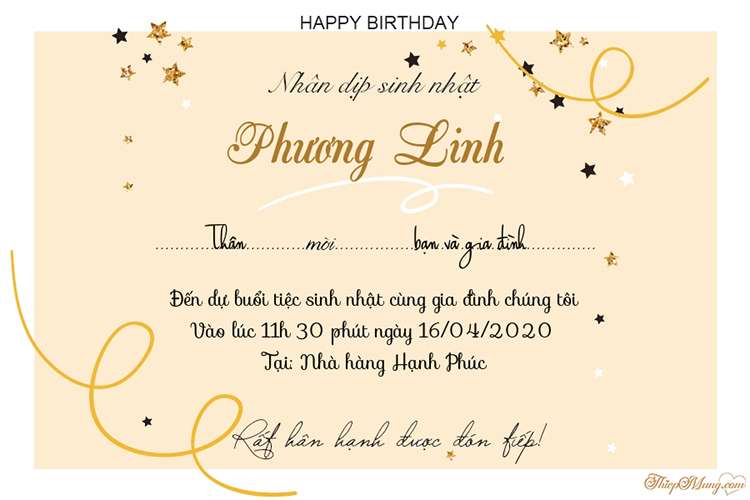 HAPPY BIRTHDAY
Nhân dịp sinh nhật
Phương Linh
Thân mời bạn và gia đình
Đến dự buổi tiệc sinh nhật cùng gia đình chúng tôi
Vào lúc 11h 30 phút ngày 16/04/2020
Tại: Nhà hàng Hạnh Phúc
Rất hân hạnh được đón tiếp!
ThiepMung.com